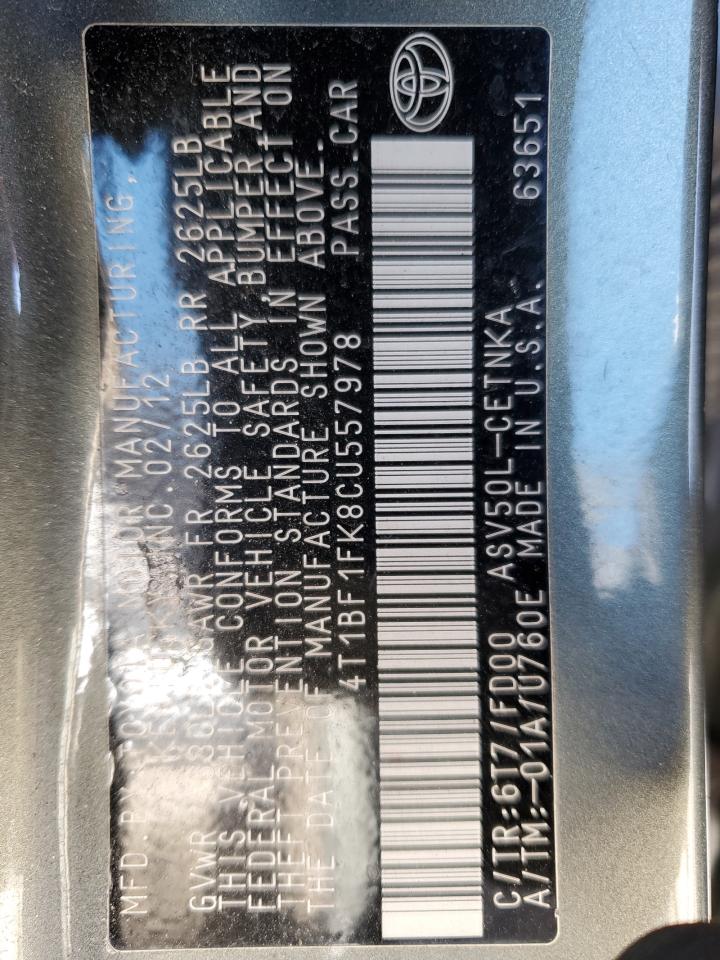 MFD. BY: TOYOTA MOTOR MANUFACTURING,
KENTUCKY, INC. 02/12
GVWR GAWR FR 2625LB RR 2625LB
THIS VEHICLE CONFORMS TO ALL APPLICABLE
FEDERAL MOTOR VEHICLE SAFETY, BUMPER AND
THEFT PREVENTION STANDARDS IN EFFECT ON
THE DATE OF MANUFACTURE SHOWN ABOVE.
4T1BF1FK8CU557978 PASS.CAR
C/TR:6T7/FD00 ASV50L-CETNKA
A/TM:-01A/U760E MADE IN U.S.A. 63651